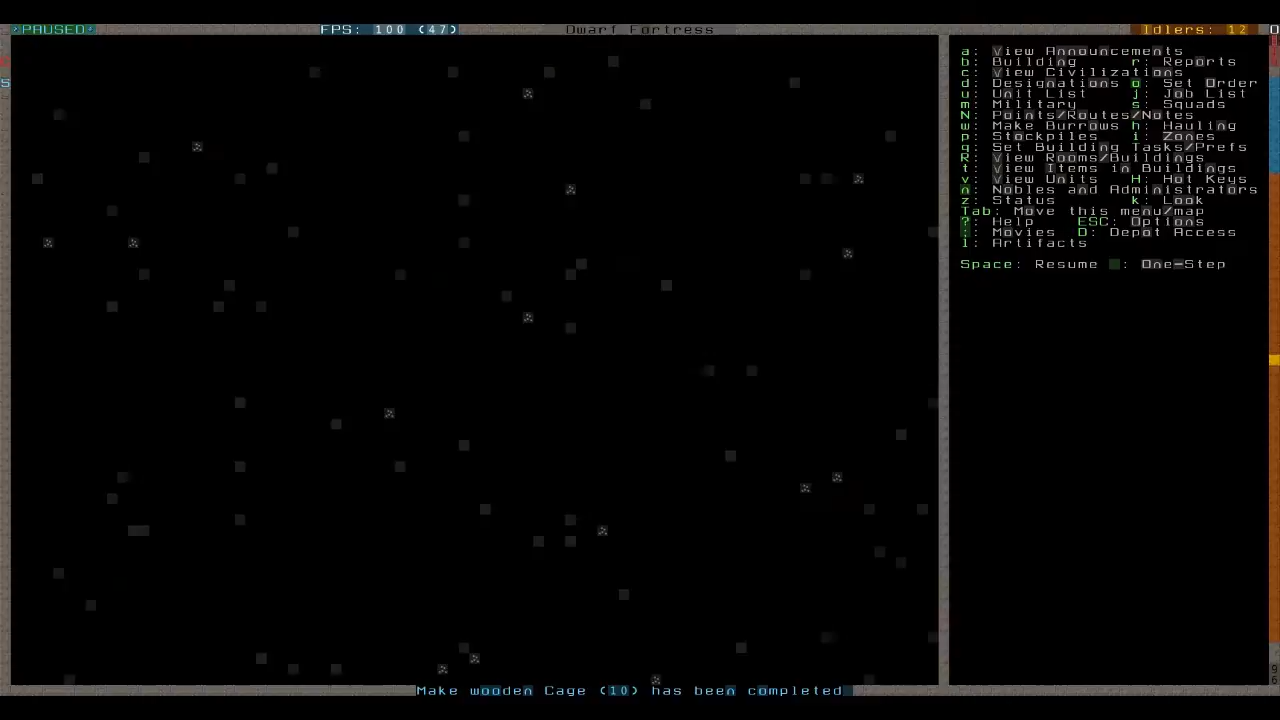 *PAUSED* FPS: 100 (47) Dwarf Fortress Idlers: 12
a: View Announcements
b: Building r: Reports
c: View Civilizations
d: Designations o: Set Order
u: Unit List j: Job List
m: Military s: Squads
N: Points/Routes/Notes
w: Make Burrows h: Hauling
p: Stockpiles i: Zones
q: Set Building Tasks/Prefs
R: View Rooms/Buildings
t: View Items in Buildings
v: View Units H: Hot Keys
n: Nobles and Administrators
z: Status k: Look
Tab: Move this menu/map
?: Help ESC: Options
;: Movies D: Depot Access
l: Artifacts
Space: Resume : One-Step
Make wooden Cage (10) has been completed